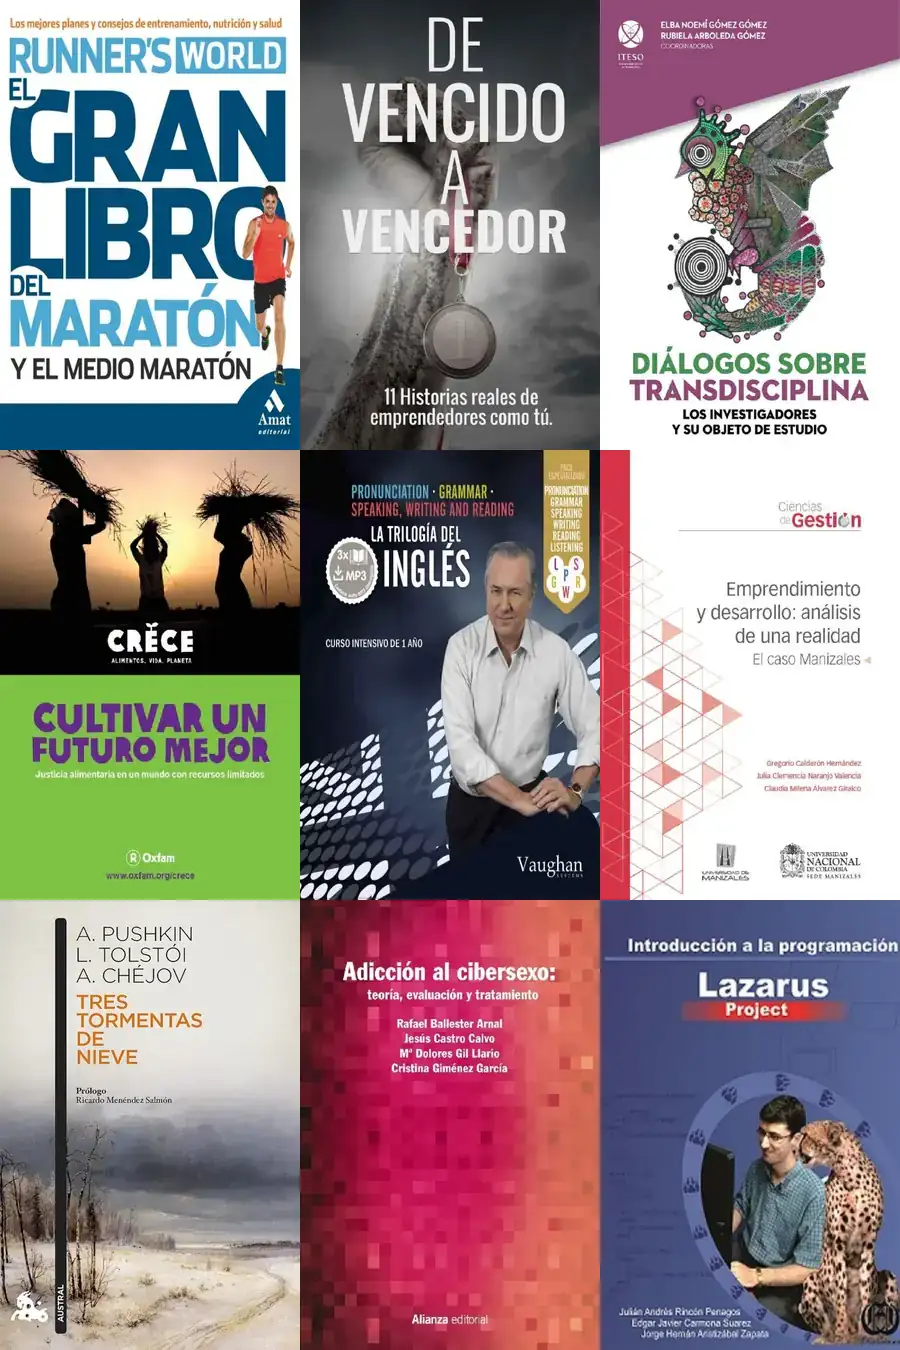 Los mejores planes y consejos de entrenamiento, nutrición y salud
RUNNER'S WORLD
EL
GRAN
LIBRO
DEL
MARATÓN
Y EL MEDIO MARATÓN
Amat
editorial
DE
VENCIDO
A
VENCEDOR
1
11 Historias reales de
emprendedores como tú.
ITESO
ELBA NOEMÍ GÓMEZ GÓMEZ
RUBIELA ARBOLEDA GÓMEZ
COORDINADORAS
DIÁLOGOS SOBRE
TRANSDISCIPLINA
LOS INVESTIGADORES
Y SU OBJETO DE ESTUDIO
CRECE
ALIMENTOS. VIDA. PLANETA
CULTIVAR UN
FUTURO MEJOR
Justicia alimentaria en un mundo con recursos limitados
Oxfam
www.oxfam.org/crece
PRONUNCIATION · GRAMMAR ·
SPEAKING, WRITING AND READING
LA TRILOGÍA DEL
INGLÉS
3x
MP3
CURSO INTENSIVO DE 1 AÑO
PACK
ESPECIALIZADO
PRONUNCIATION
GRAMMAR
SPEAKING
WRITING
READING
LISTENING
L S
P
G R
W
Vaughan
SYSTEMS
Ciencias
de Gestión
Emprendimiento
y desarrollo: análisis
de una realidad
El caso Manizales
Gregorio Calderón Hernández
Julia Clemencia Naranjo Valencia
Claudia Milena Álvarez Giraldo
UNIVERSIDAD DE
MANIZALES
UNIVERSIDAD
NACIONAL
DE COLOMBIA
SEDE MANIZALES
A. PUSHKIN
L. TOLSTÓI
A. CHÉJOV
TRES
TORMENTAS
DE
NIEVE
Prólogo
Ricardo Menéndez Salmón
AUSTRAL
Adicción al cibersexo:
teoría, evaluación y tratamiento
Rafael Ballester Arnal
Jesús Castro Calvo
Mª Dolores Gil Llario
Cristina Giménez García
Alianza editorial
Introducción a la programación
Lazarus
Project
Julián Andrés Rincón Penagos
Edgar Javier Carmona Suarez
Jorge Hernán Aristizábal Zapata